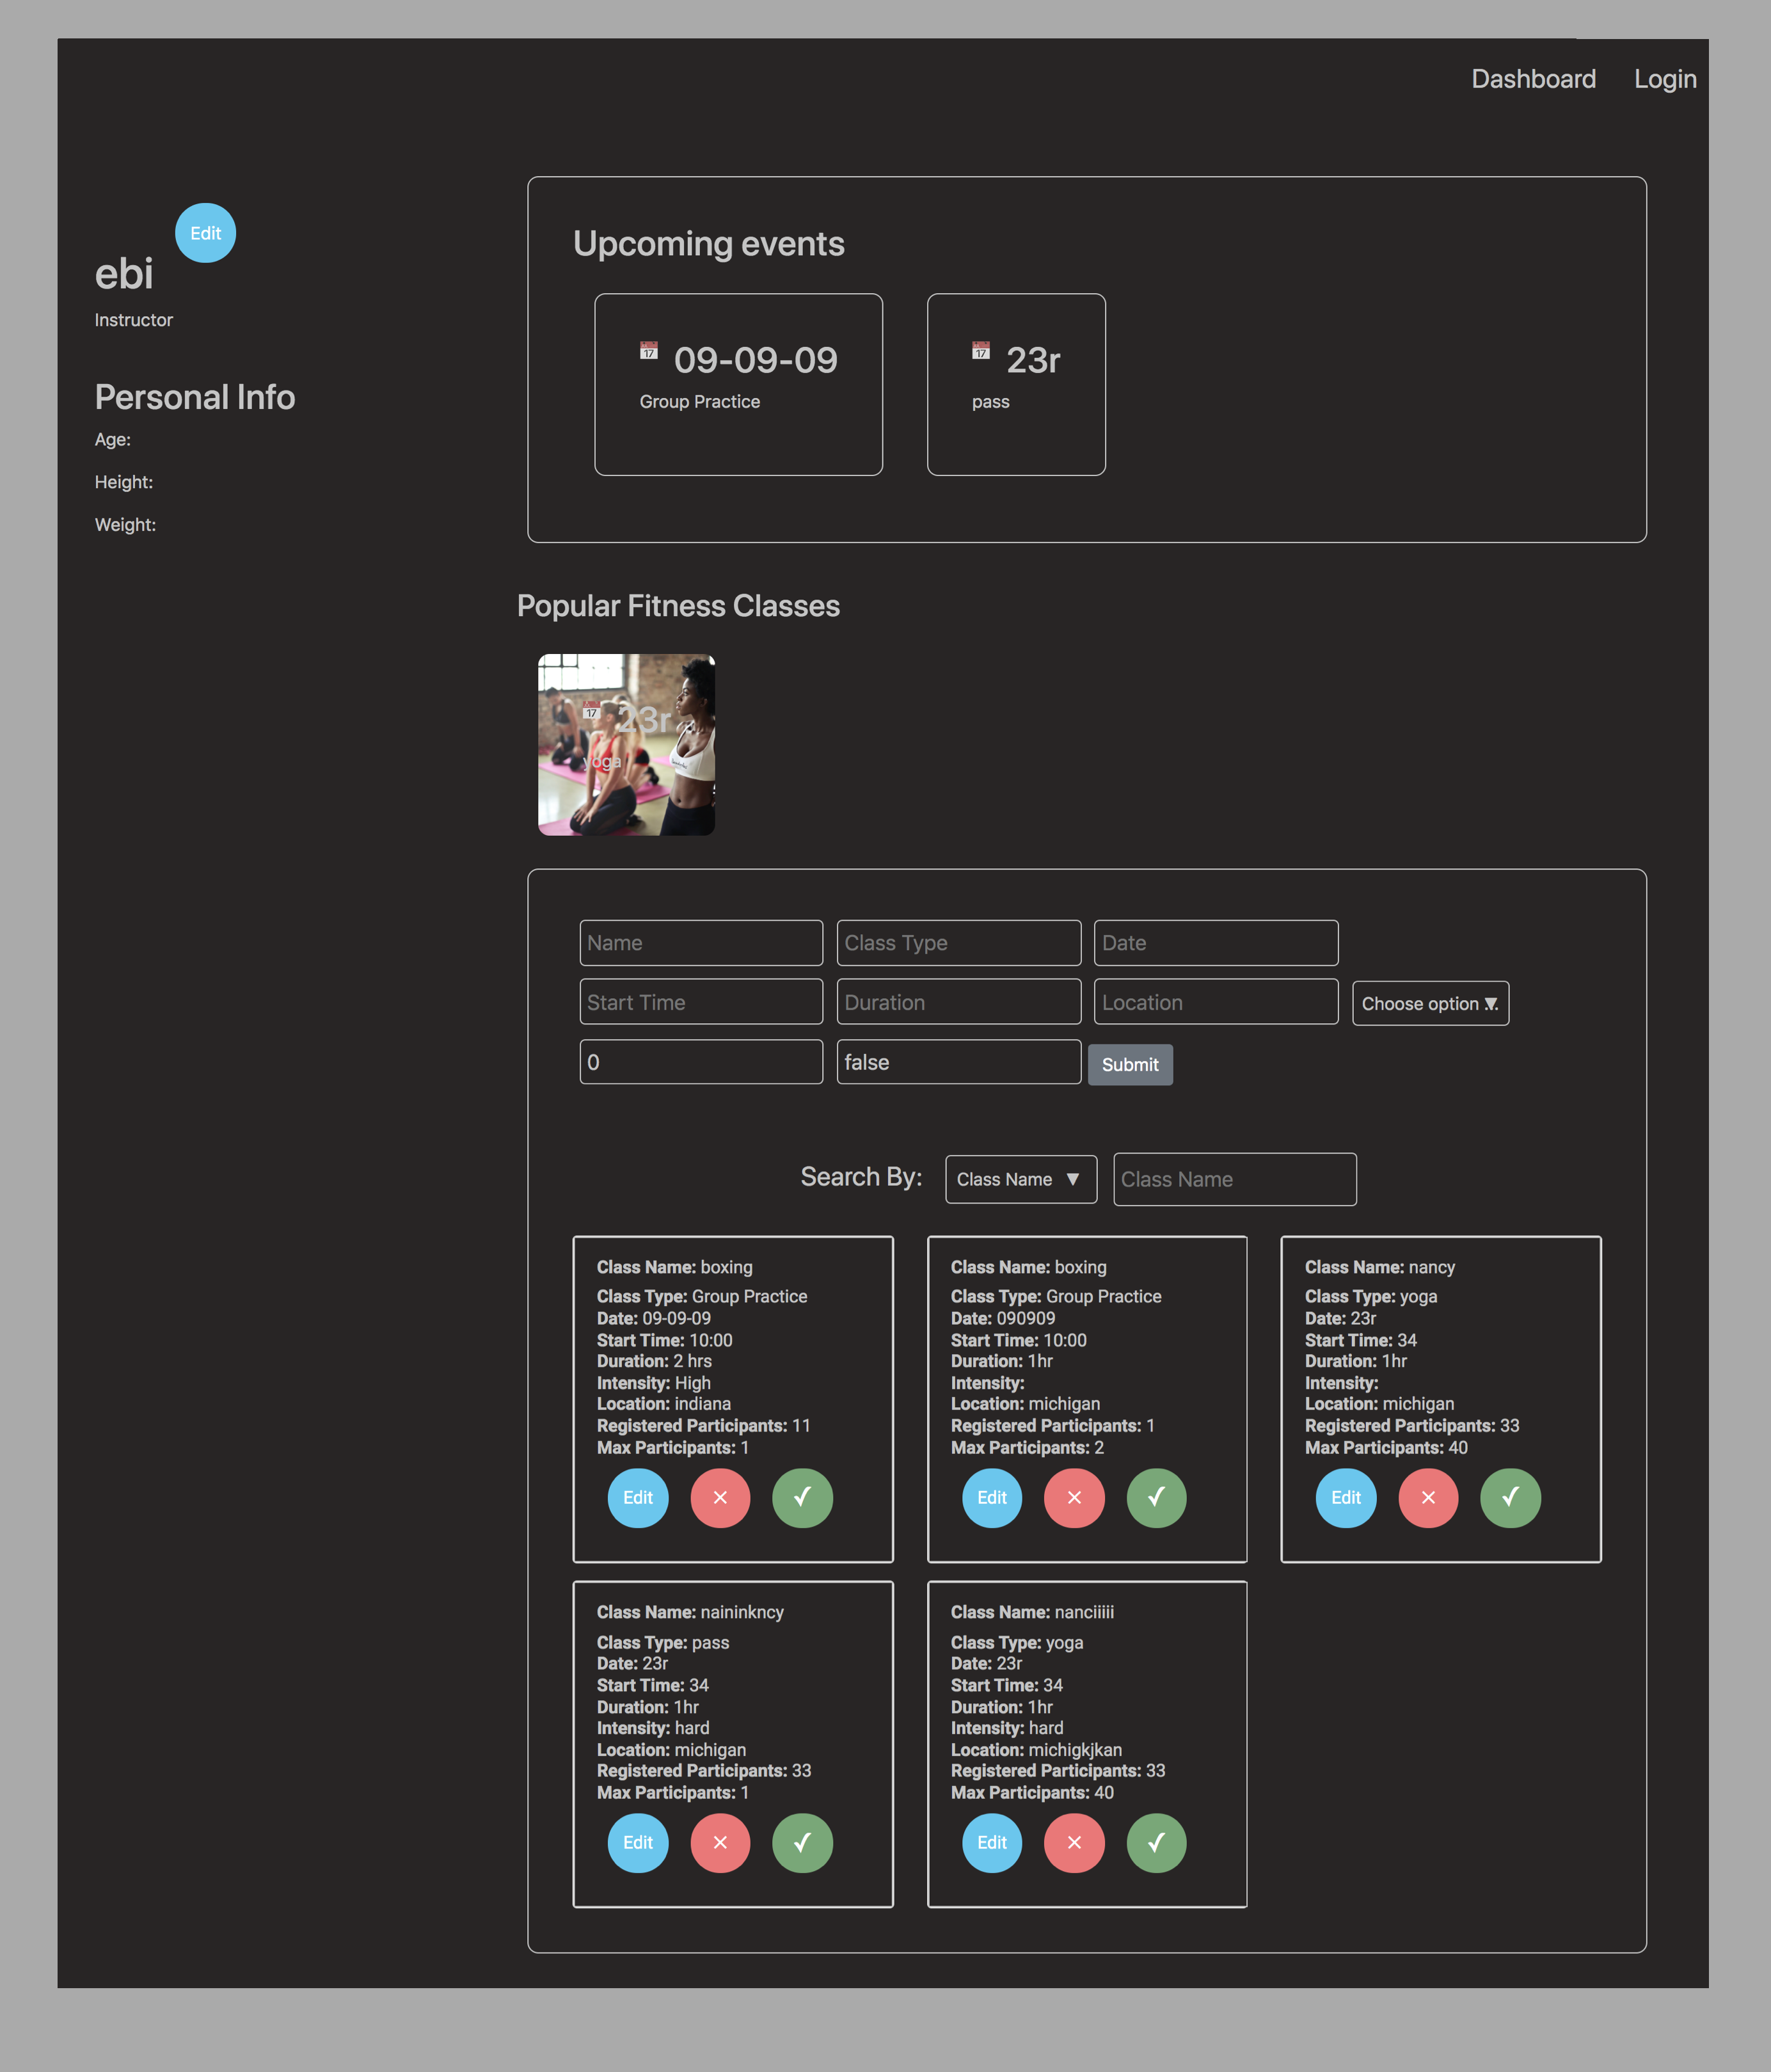 Dashboard Login
Edit
ebi
Instructor
Personal Info
Age:
Height:
Weight:
Upcoming events
17 09-09-09
Group Practice
17 23r
pass
Popular Fitness Classes
17 23r
yoga
Name Class Type Date
Start Time Duration Location Choose option ... ▼
0 false Submit
Search By: Class Name ▼ Class Name
Class Name: boxing
Class Type: Group Practice
Date: 09-09-09
Start Time: 10:00
Duration: 2 hrs
Intensity: High
Location: indiana
Registered Participants: 11
Max Participants: 1
Edit × ✓
Class Name: boxing
Class Type: Group Practice
Date: 090909
Start Time: 10:00
Duration: 1hr
Intensity:
Location: michigan
Registered Participants: 1
Max Participants: 2
Edit × ✓
Class Name: nancy
Class Type: yoga
Date: 23r
Start Time: 34
Duration: 1hr
Intensity:
Location: michigan
Registered Participants: 33
Max Participants: 40
Edit × ✓
Class Name: naininkncy
Class Type: pass
Date: 23r
Start Time: 34
Duration: 1hr
Intensity: hard
Location: michigan
Registered Participants: 33
Max Participants: 1
Edit × ✓
Class Name: nanciiiii
Class Type: yoga
Date: 23r
Start Time: 34
Duration: 1hr
Intensity: hard
Location: michigkjkan
Registered Participants: 33
Max Participants: 40
Edit × ✓